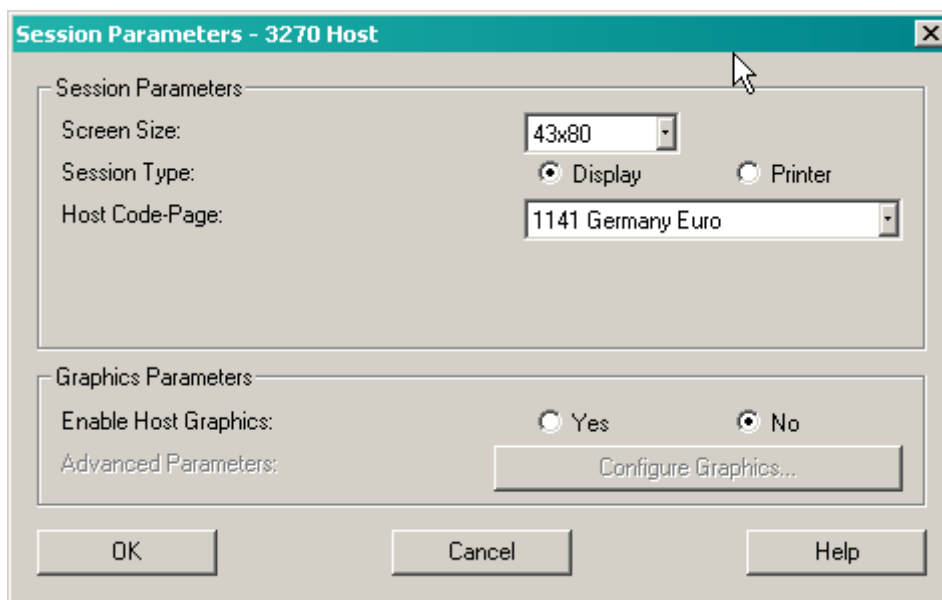 Session Parameters - 3270 Host
Session Parameters
Screen Size: 43x80
Session Type: Display Printer
Host Code-Page: 1141 Germany Euro
Graphics Parameters
Enable Host Graphics: Yes No
Advanced Parameters: Configure Graphics...
OK Cancel Help